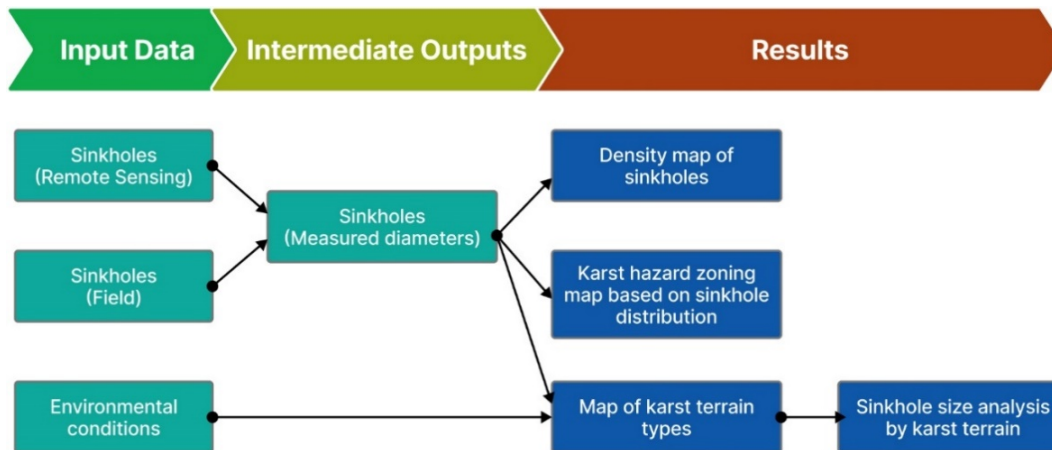 Input Data
Intermediate Outputs
Results
Sinkholes
(Remote Sensing)
Sinkholes
(Field)
Environmental
conditions
Sinkholes
(Measured diameters)
Density map of
sinkholes
Karst hazard zoning
map based on sinkhole
distribution
Map of karst terrain
types
Sinkhole size analysis
by karst terrain